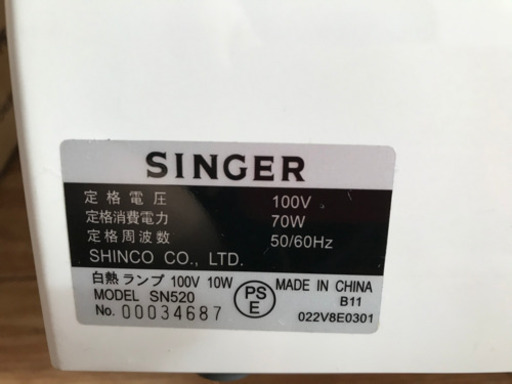 SINGER
定格電圧 100V
定格消費電力 70W
定格周波数 50/60Hz
SHINCO CO., LTD.
白熱ランプ 100V 10W
MODEL SN520
No. 00034687
PS
E
MADE IN CHINA
B11
022V8E0301